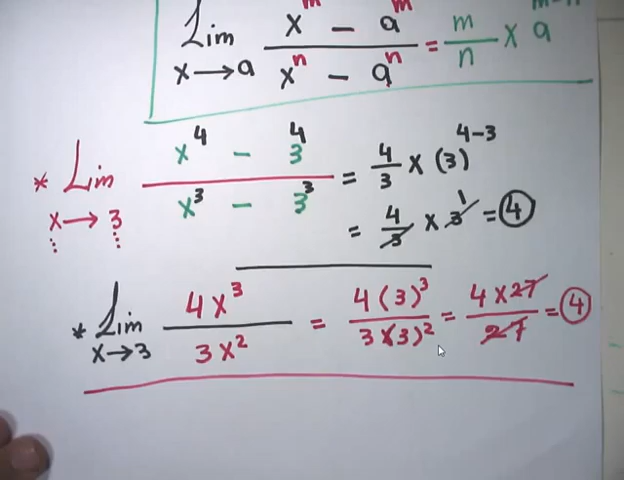 Lim x→a (x^m − a^m)/(x^n − a^n) = m/n × a^(m−n)
* Lim x→3 (x^4 − 3^4)/(x^3 − 3^3) = 4/3 × (3)^(4−3)
= 4/3 × 3^1 = 4
* Lim x→3 4x^3/3x^2 = 4(3)^3/3(3)^2 = 4×27/27 = 4